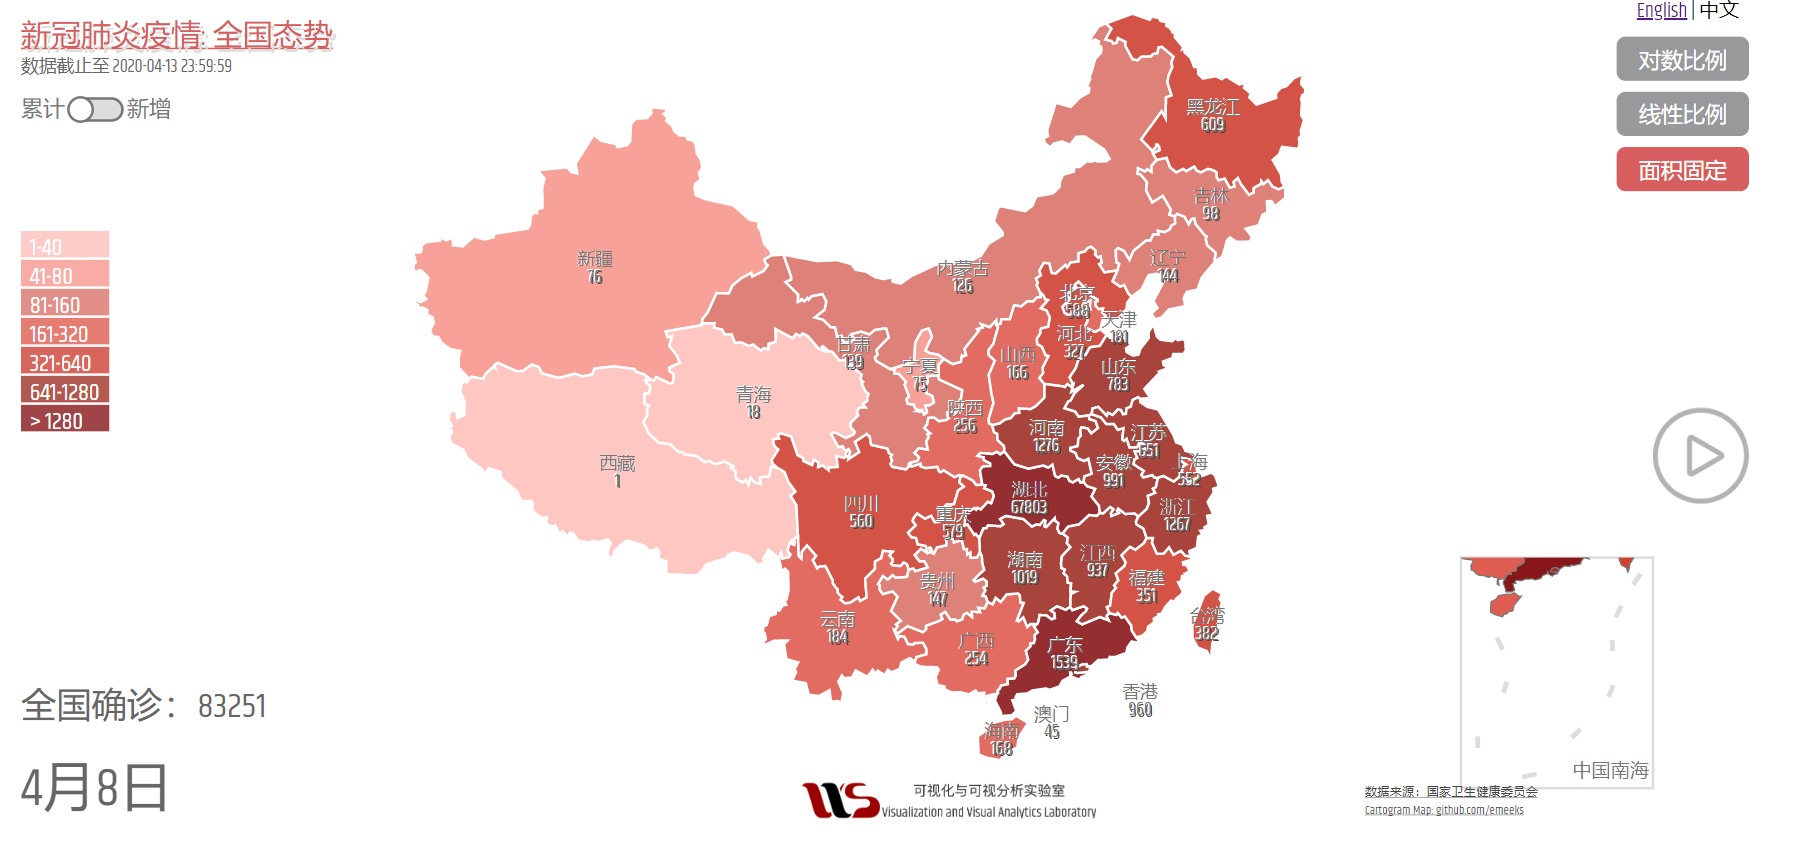 新冠肺炎疫情: 全国态势
数据截止至 2020-04-13 23:59:59
累计 新增
English | 中文
对数比例
线性比例
面积固定
1-40
41-80
81-160
161-320
321-640
641-1280
> 1280
黑龙江
609
吉林
98
辽宁
144
新疆
76
内蒙古
126
北京
588
天津
181
河北
327
甘肃
139
山西
166
宁夏
75
山东
783
青海
18
陕西
256
河南
1276
江苏
651
西藏
1
安徽
991
上海
552
四川
560
湖北
67803
浙江
1267
重庆
579
湖南
1019
江西
937
福建
351
贵州
147
云南
184
台湾
382
广西
254
广东
1539
香港
960
澳门
45
海南
168
中国南海
全国确诊： 83251
4月8日
可视化与可视分析实验室
Visualization and Visual Analytics Laboratory
数据来源：国家卫生健康委员会
Cartogram Map: github.com/emeeks